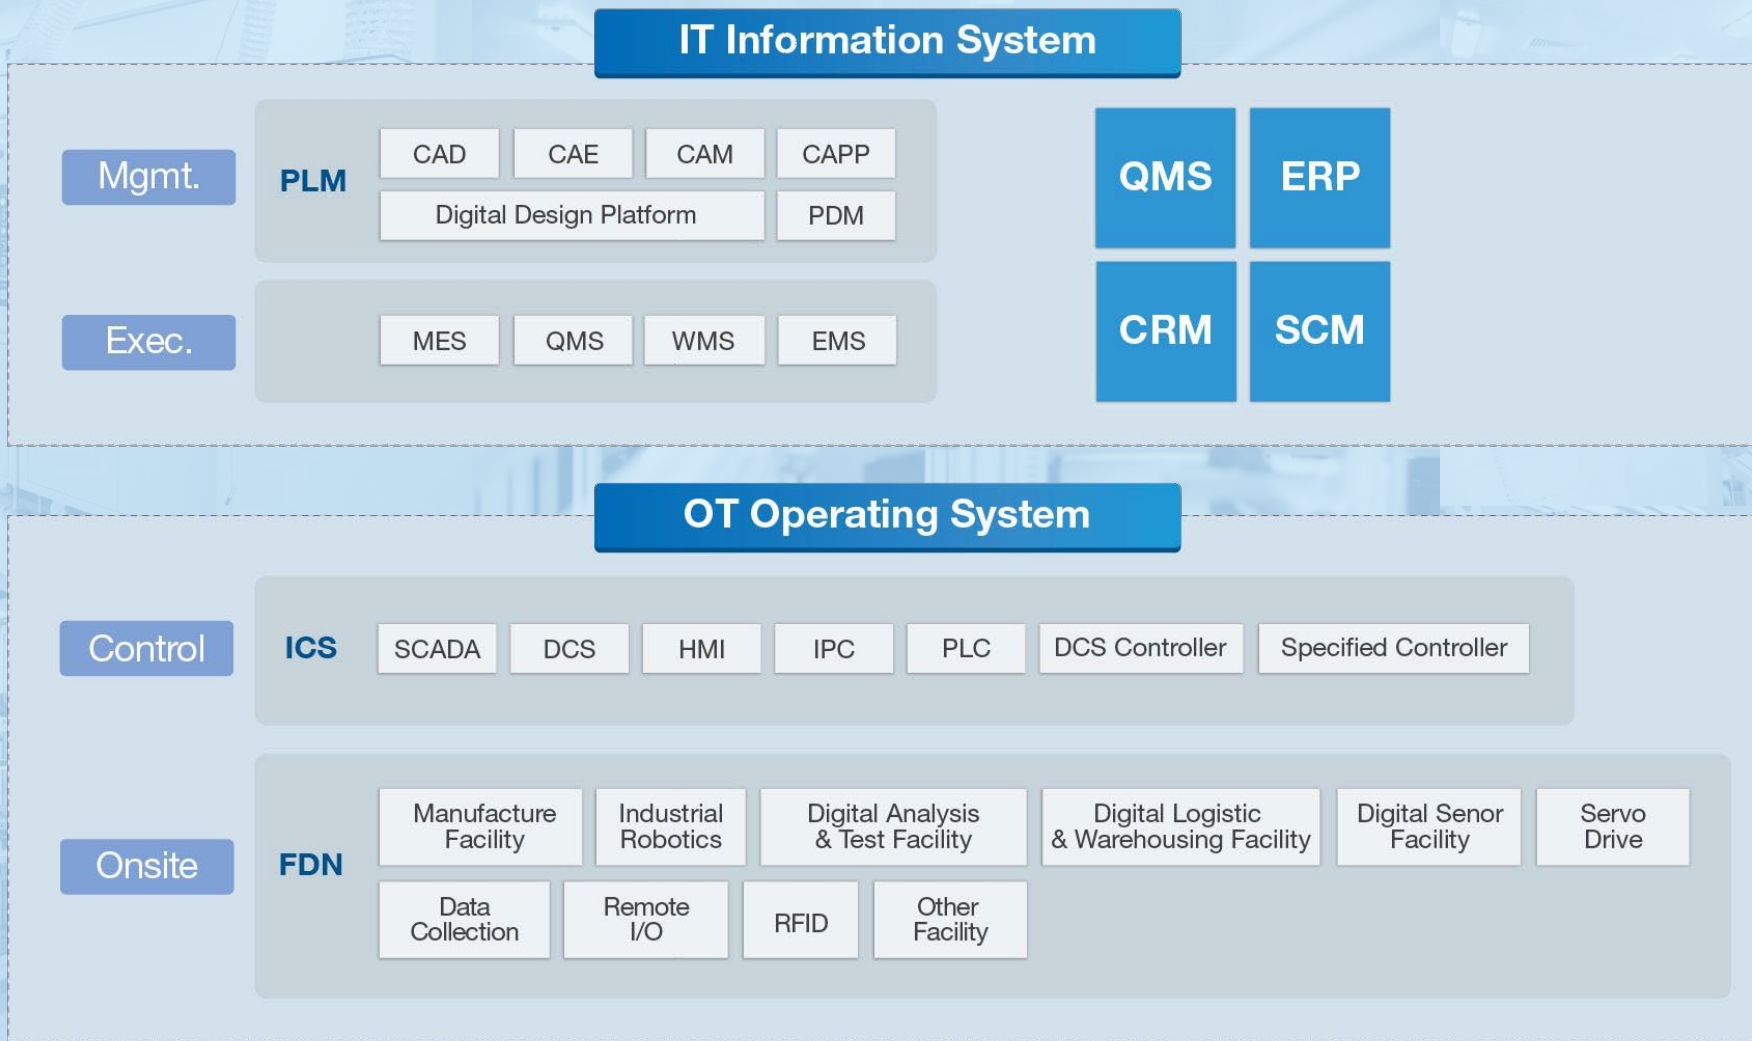 IT Information System
Mgmt.
PLM
CAD
CAE
CAM
CAPP
Digital Design Platform
PDM
QMS
ERP
Exec.
MES
QMS
WMS
EMS
CRM
SCM
OT Operating System
Control
ICS
SCADA
DCS
HMI
IPC
PLC
DCS Controller
Specified Controller
Onsite
FDN
Manufacture
Facility
Industrial
Robotics
Digital Analysis
& Test Facility
Digital Logistic
& Warehousing Facility
Digital Senor
Facility
Servo
Drive
Data
Collection
Remote
I/O
RFID
Other
Facility